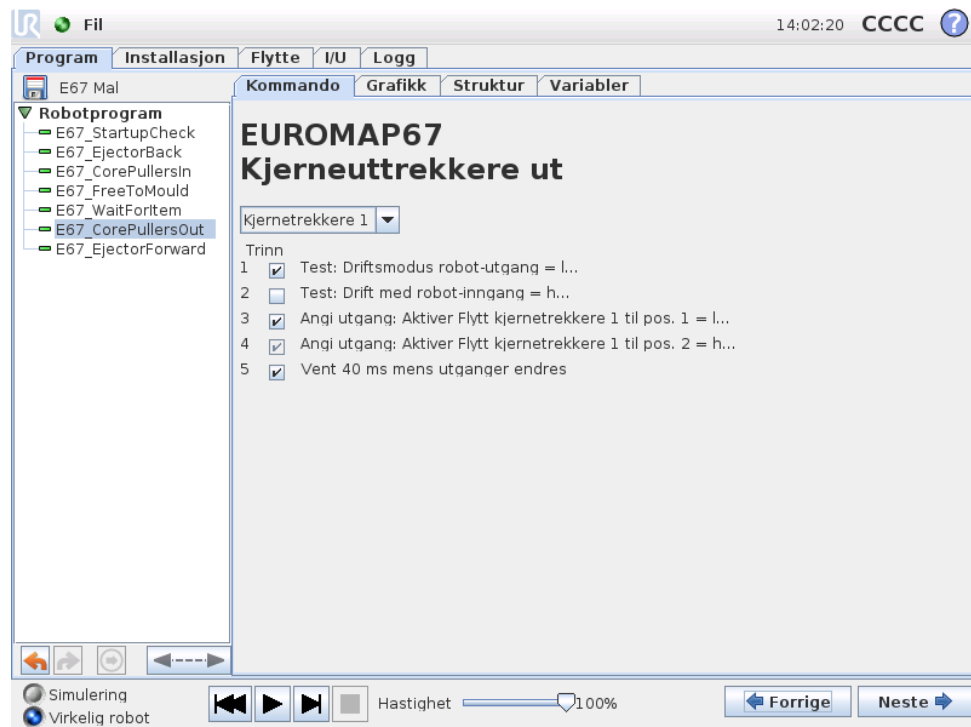 UR Fil 14:02:20 CCCC ?
Program Installasjon Flytte I/U Logg
E67 Mal
Kommando Grafikk Struktur Variabler
Robotprogram
E67_StartupCheck
E67_EjectorBack
E67_CorePullersIn
E67_FreeToMould
E67_WaitForItem
E67_CorePullersOut
E67_EjectorForward
EUROMAP67
Kjerneuttrekkere ut
Kjernetrekkere 1
Trinn
1 Test: Driftsmodus robot-utgang = l...
2 Test: Drift med robot-inngang = h...
3 Angi utgang: Aktiver Flytt kjernetrekkere 1 til pos. 1 = l...
4 Angi utgang: Aktiver Flytt kjernetrekkere 1 til pos. 2 = h...
5 Vent 40 ms mens utganger endres
Simulering
Virkelig robot
Hastighet 100%
Forrige Neste